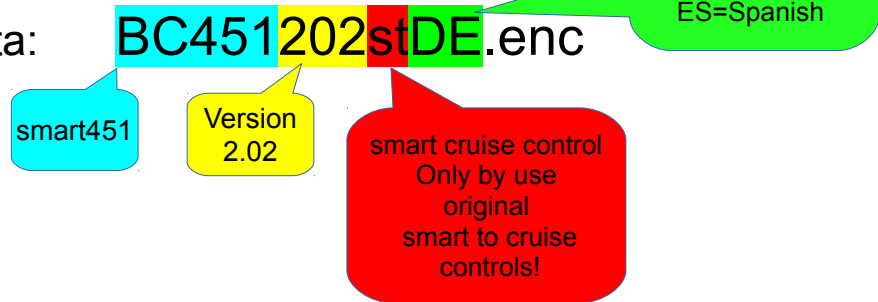 ES=Spanish
ta: BC451202stDE.enc
smart451
Version
2.02
smart cruise control
Only by use
original
smart to cruise
controls!